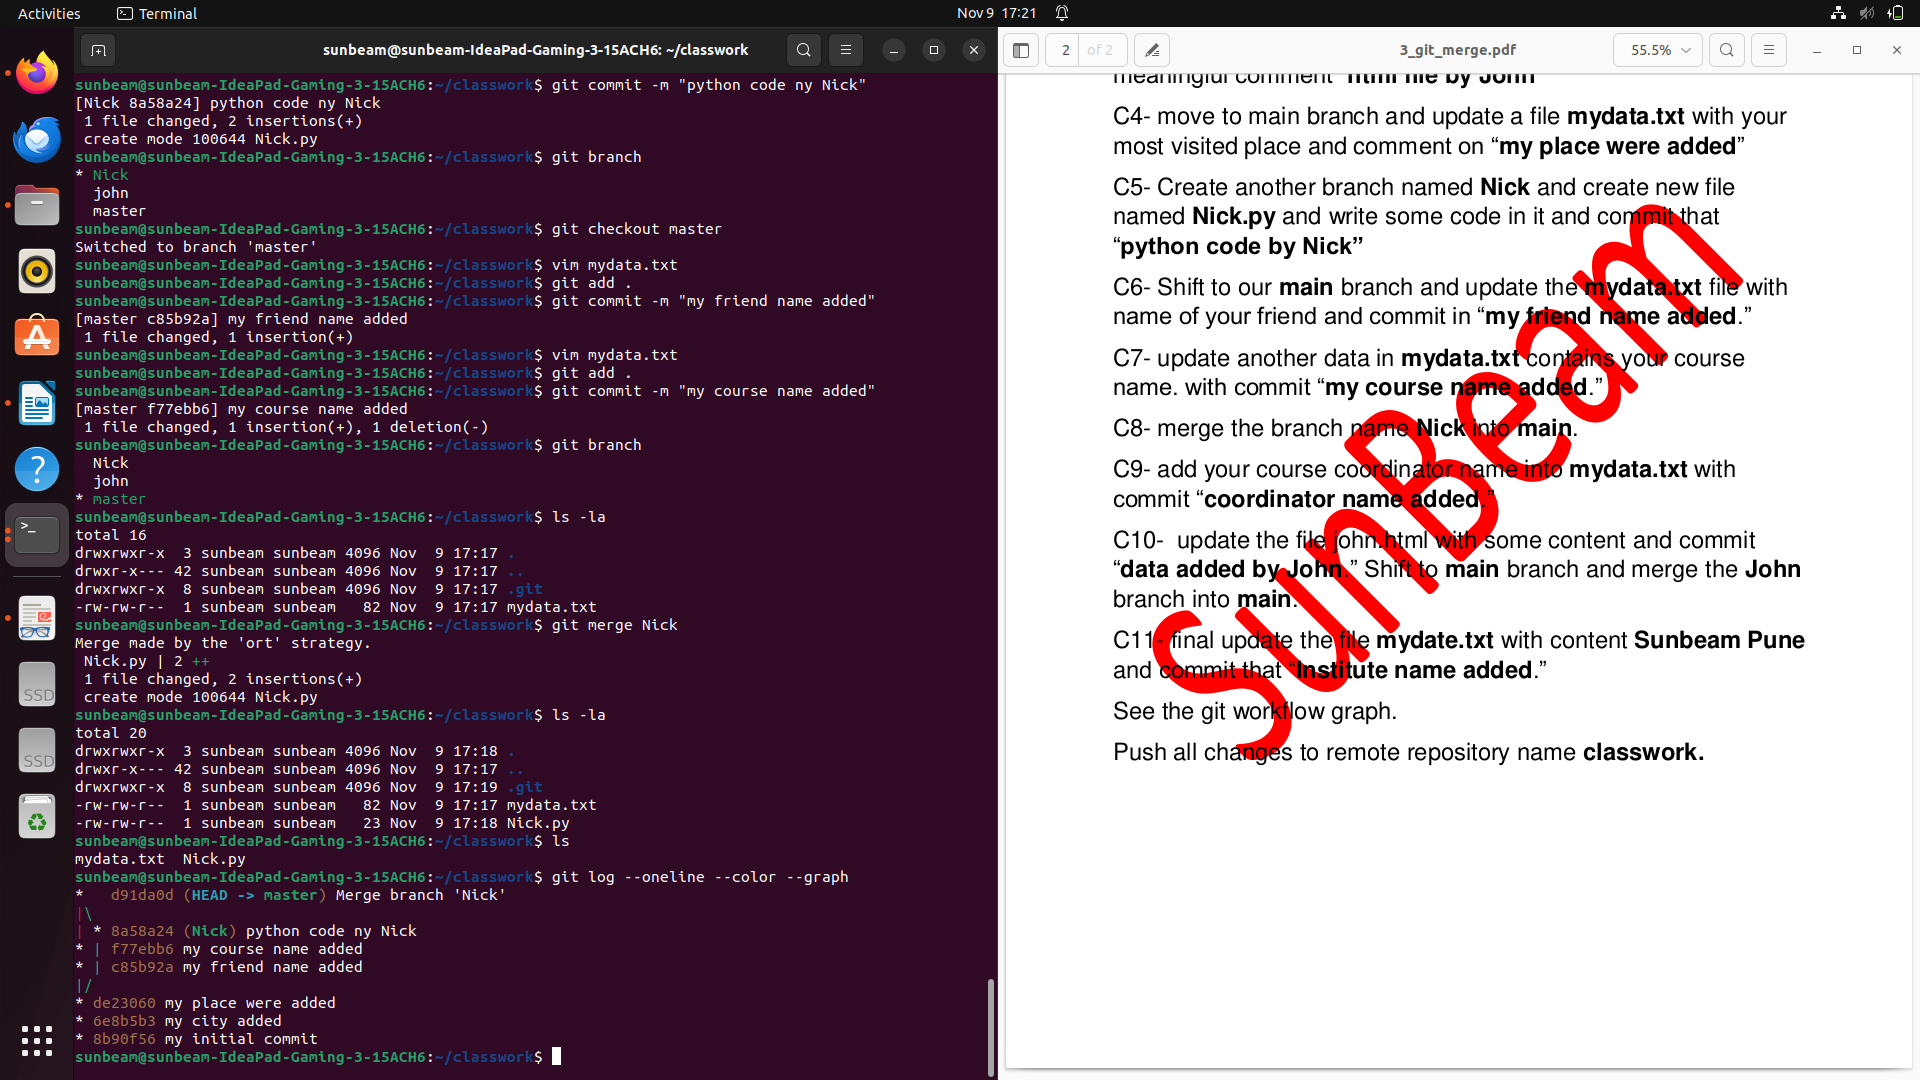 Activities
Terminal
Nov 9 17:21
sunbeam@sunbeam-IdeaPad-Gaming-3-15ACH6: ~/classwork
sunbeam@sunbeam-IdeaPad-Gaming-3-15ACH6:~/classwork$ git commit -m "python code ny Nick"
[Nick 8a58a24] python code ny Nick
 1 file changed, 2 insertions(+)
 create mode 100644 Nick.py
sunbeam@sunbeam-IdeaPad-Gaming-3-15ACH6:~/classwork$ git branch
* Nick
  john
  master
sunbeam@sunbeam-IdeaPad-Gaming-3-15ACH6:~/classwork$ git checkout master
Switched to branch 'master'
sunbeam@sunbeam-IdeaPad-Gaming-3-15ACH6:~/classwork$ vim mydata.txt
sunbeam@sunbeam-IdeaPad-Gaming-3-15ACH6:~/classwork$ git add .
sunbeam@sunbeam-IdeaPad-Gaming-3-15ACH6:~/classwork$ git commit -m "my friend name added"
[master c85b92a] my friend name added
 1 file changed, 1 insertion(+)
sunbeam@sunbeam-IdeaPad-Gaming-3-15ACH6:~/classwork$ vim mydata.txt
sunbeam@sunbeam-IdeaPad-Gaming-3-15ACH6:~/classwork$ git add .
sunbeam@sunbeam-IdeaPad-Gaming-3-15ACH6:~/classwork$ git commit -m "my course name added"
[master f77ebb6] my course name added
 1 file changed, 1 insertion(+), 1 deletion(-)
sunbeam@sunbeam-IdeaPad-Gaming-3-15ACH6:~/classwork$ git branch
  Nick
  john
* master
sunbeam@sunbeam-IdeaPad-Gaming-3-15ACH6:~/classwork$ ls -la
total 16
drwxrwxr-x  3 sunbeam sunbeam 4096 Nov  9 17:17 .
drwxr-x--- 42 sunbeam sunbeam 4096 Nov  9 17:17 ..
drwxrwxr-x  8 sunbeam sunbeam 4096 Nov  9 17:17 .git
-rw-rw-r--  1 sunbeam sunbeam   82 Nov  9 17:17 mydata.txt
sunbeam@sunbeam-IdeaPad-Gaming-3-15ACH6:~/classwork$ git merge Nick
Merge made by the 'ort' strategy.
 Nick.py | 2 ++
 1 file changed, 2 insertions(+)
 create mode 100644 Nick.py
sunbeam@sunbeam-IdeaPad-Gaming-3-15ACH6:~/classwork$ ls -la
total 20
drwxrwxr-x  3 sunbeam sunbeam 4096 Nov  9 17:18 .
drwxr-x--- 42 sunbeam sunbeam 4096 Nov  9 17:17 ..
drwxrwxr-x  8 sunbeam sunbeam 4096 Nov  9 17:19 .git
-rw-rw-r--  1 sunbeam sunbeam   82 Nov  9 17:17 mydata.txt
-rw-rw-r--  1 sunbeam sunbeam   23 Nov  9 17:18 Nick.py
sunbeam@sunbeam-IdeaPad-Gaming-3-15ACH6:~/classwork$ ls
mydata.txt  Nick.py
sunbeam@sunbeam-IdeaPad-Gaming-3-15ACH6:~/classwork$ git log --oneline --color --graph
*   d91da0d (HEAD -> master) Merge branch 'Nick'
|\
| * 8a58a24 (Nick) python code ny Nick
* | f77ebb6 my course name added
* | c85b92a my friend name added
|/
* de23060 my place were added
* 6e8b5b3 my city added
* 8b90f56 my initial commit
sunbeam@sunbeam-IdeaPad-Gaming-3-15ACH6:~/classwork$
SSD
SSD
2 of 2
3_git_merge.pdf
55.5%
meaningful comment “html file by John
C4- move to main branch and update a file mydata.txt with your
most visited place and comment on “my place were added”
C5- Create another branch named Nick and create new file
named Nick.py and write some code in it and commit that
“python code by Nick”
C6- Shift to our main branch and update the mydata.txt file with
name of your friend and commit in “my friend name added.”
C7- update another data in mydata.txt contains your course
name. with commit “my course name added.”
C8- merge the branch name Nick into main.
C9- add your course coordinator name into mydata.txt with
commit “coordinator name added.”
C10-  update the file john.html with some content and commit
“data added by John.” Shift to main branch and merge the John
branch into main.
C11- final update the file mydate.txt with content Sunbeam Pune
and commit that “Institute name added.”
See the git workflow graph.
Push all changes to remote repository name classwork.
SunBeam